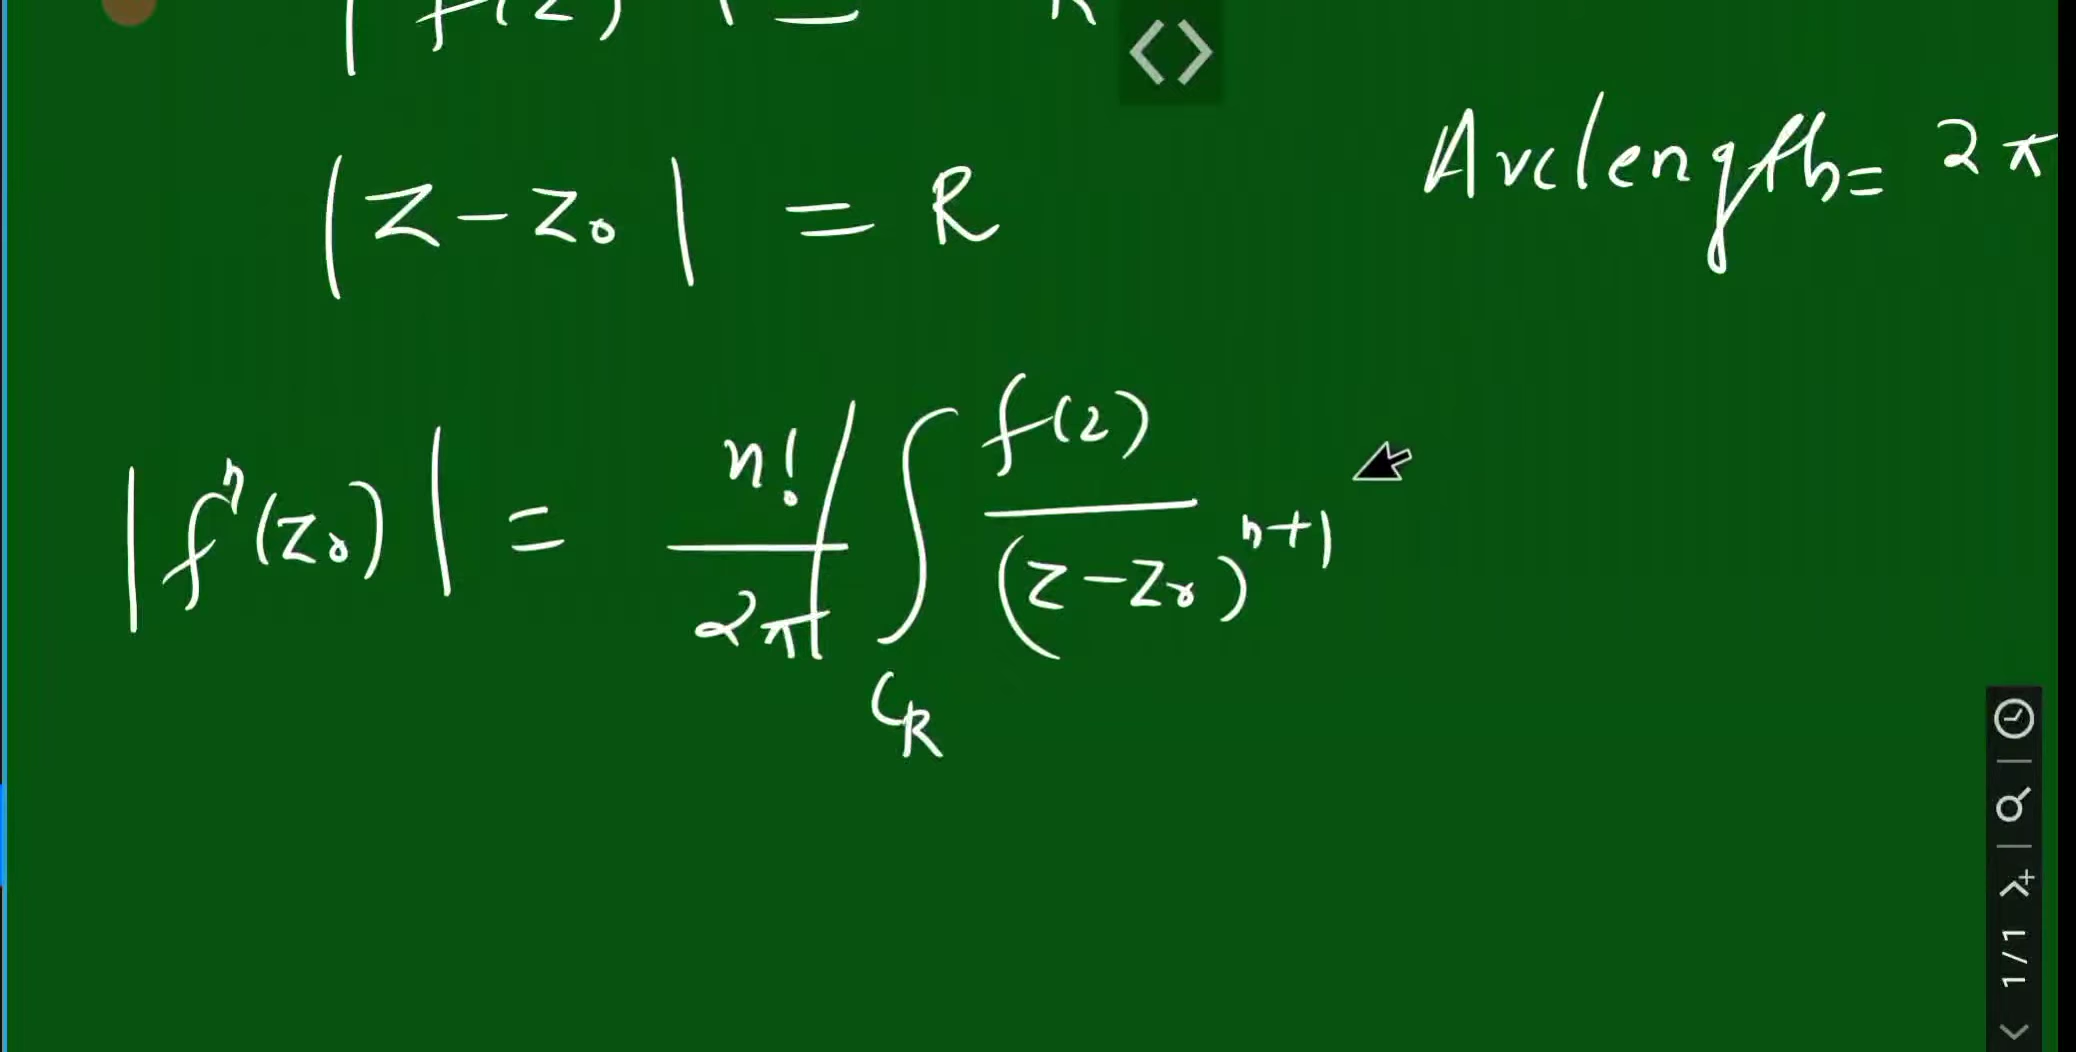 |f(z)| = R
Arclength = 2π
|z - z₀| = R
|fⁿ(z₀)| = n!/2π |∫_{C_R} f(z)/(z - z₀)^{n+1}
1/1